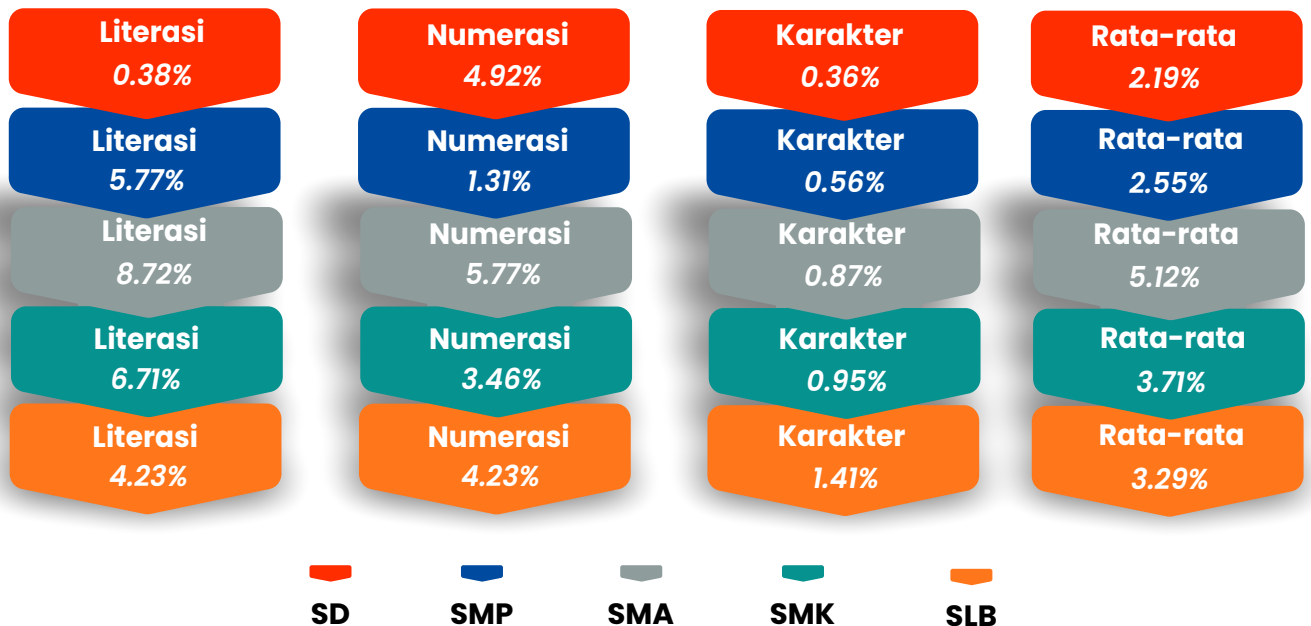 Literasi
0.38%
Numerasi
4.92%
Karakter
0.36%
Rata-rata
2.19%
Literasi
5.77%
Numerasi
1.31%
Karakter
0.56%
Rata-rata
2.55%
Literasi
8.72%
Numerasi
5.77%
Karakter
0.87%
Rata-rata
5.12%
Literasi
6.71%
Numerasi
3.46%
Karakter
0.95%
Rata-rata
3.71%
Literasi
4.23%
Numerasi
4.23%
Karakter
1.41%
Rata-rata
3.29%
SD
SMP
SMA
SMK
SLB